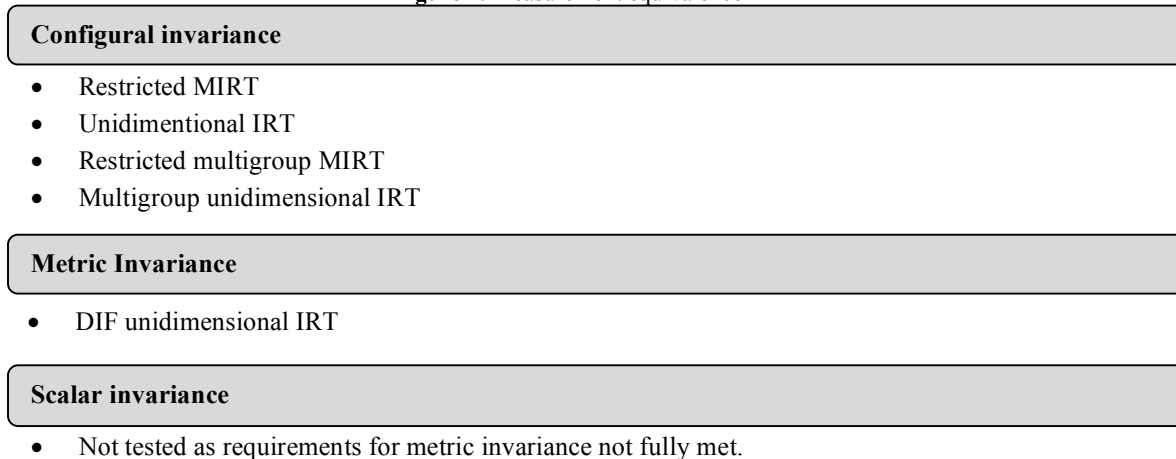 Configural invariance
• Restricted MIRT
• Unidimentional IRT
• Restricted multigroup MIRT
• Multigroup unidimensional IRT
Metric Invariance
• DIF unidimensional IRT
Scalar invariance
• Not tested as requirements for metric invariance not fully met.